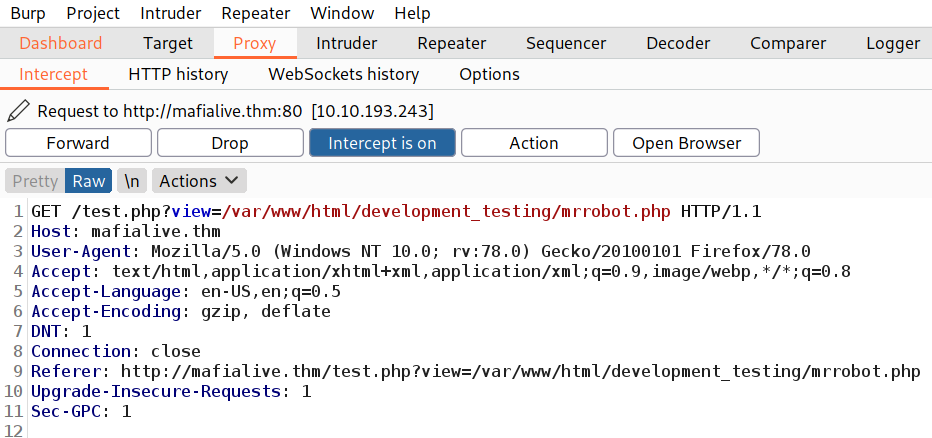 Burp Project Intruder Repeater Window Help
Dashboard Target Proxy Intruder Repeater Sequencer Decoder Comparer Logger
Intercept HTTP history WebSockets history Options
Request to http://mafialive.thm:80 [10.10.193.243]
Forward Drop Intercept is on Action Open Browser
Pretty Raw \n Actions
1 GET /test.php?view=/var/www/html/development_testing/mrrobot.php HTTP/1.1
2 Host: mafialive.thm
3 User-Agent: Mozilla/5.0 (Windows NT 10.0; rv:78.0) Gecko/20100101 Firefox/78.0
4 Accept: text/html,application/xhtml+xml,application/xml;q=0.9,image/webp,*/*;q=0.8
5 Accept-Language: en-US,en;q=0.5
6 Accept-Encoding: gzip, deflate
7 DNT: 1
8 Connection: close
9 Referer: http://mafialive.thm/test.php?view=/var/www/html/development_testing/mrrobot.php
10 Upgrade-Insecure-Requests: 1
11 Sec-GPC: 1
12